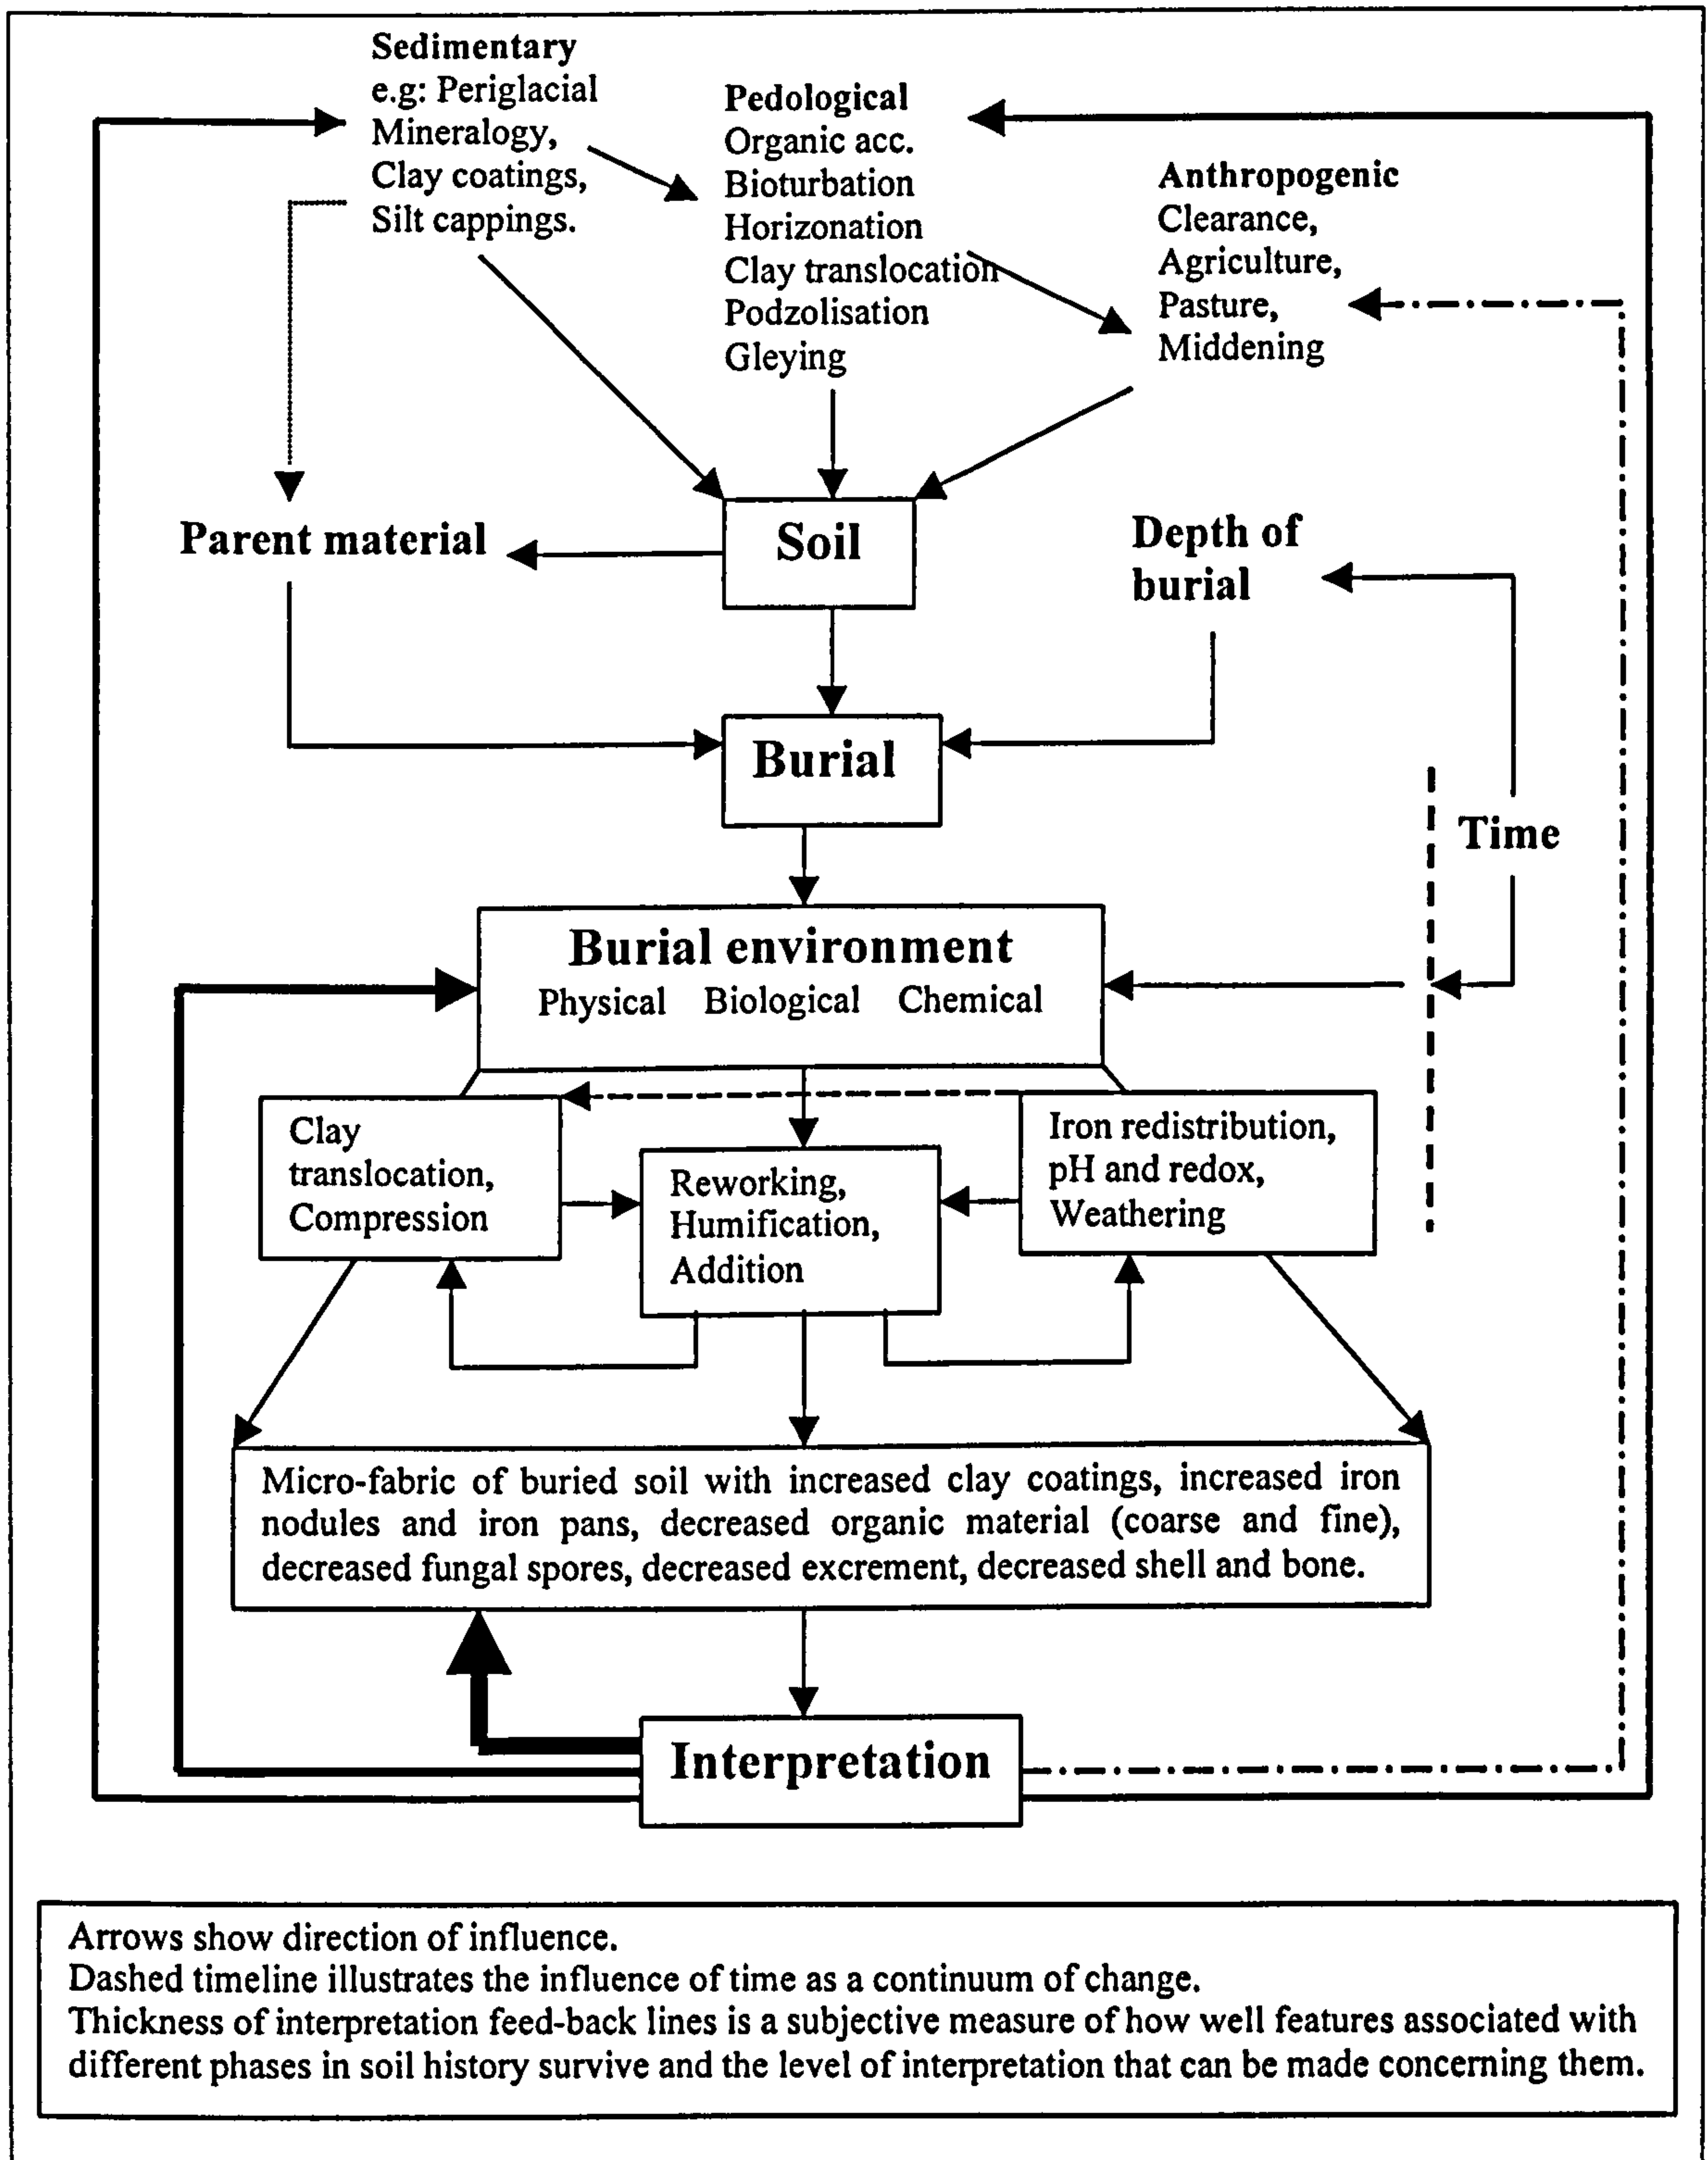 Sedimentary
e.g: Periglacial
Mineralogy,
Clay coatings,
Silt cappings.
Pedological
Organic acc.
Bioturbation
Horizonation
Clay translocation
Podzolisation
Gleying
Anthropogenic
Clearance,
Agriculture,
Pasture,
Middening
Parent material
Soil
Depth of
burial
Burial
Time
Burial environment
Physical Biological Chemical
Clay
translocation,
Compression
Reworking,
Humification,
Addition
Iron redistribution,
pH and redox,
Weathering
Micro-fabric of buried soil with increased clay coatings, increased iron
nodules and iron pans, decreased organic material (coarse and fine),
decreased fungal spores, decreased excrement, decreased shell and bone.
Interpretation
Arrows show direction of influence.
Dashed timeline illustrates the influence of time as a continuum of change.
Thickness of interpretation feed-back lines is a subjective measure of how well features associated with
different phases in soil history survive and the level of interpretation that can be made concerning them.